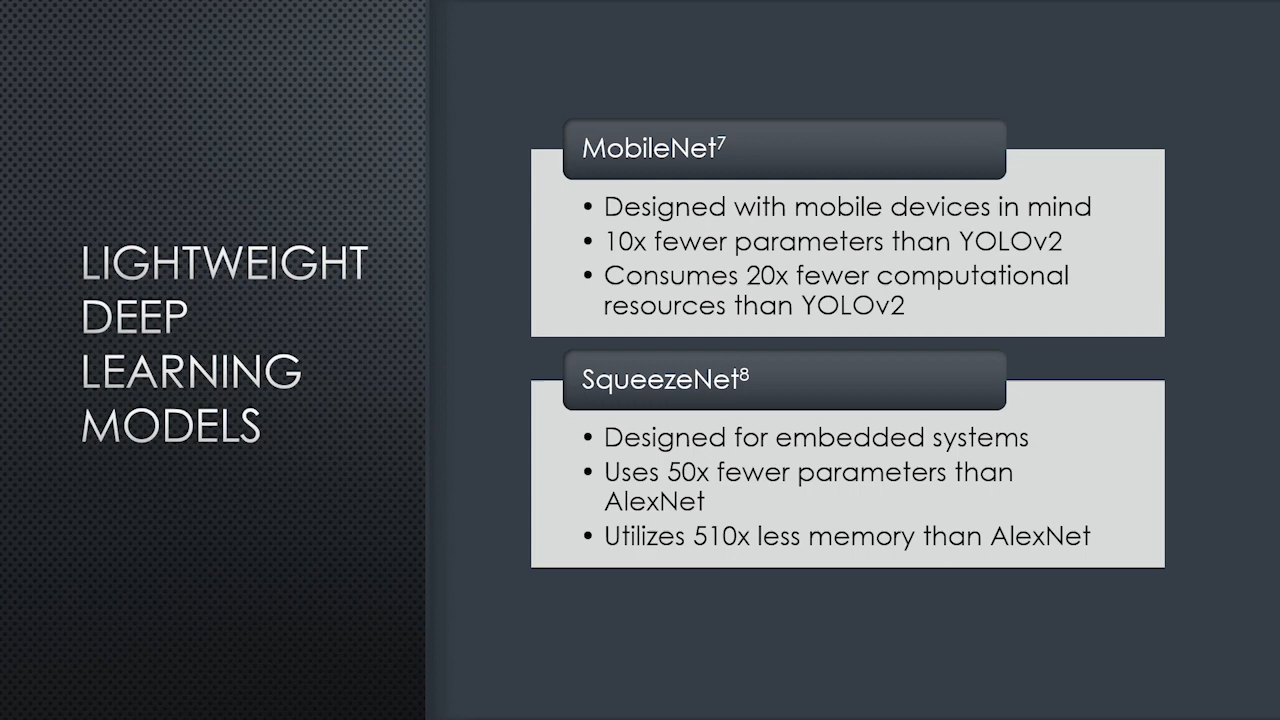 LIGHTWEIGHT
DEEP
LEARNING
MODELS
MobileNet⁷
• Designed with mobile devices in mind
• 10x fewer parameters than YOLOv2
• Consumes 20x fewer computational
resources than YOLOv2
SqueezeNet⁸
• Designed for embedded systems
• Uses 50x fewer parameters than
AlexNet
• Utilizes 510x less memory than AlexNet